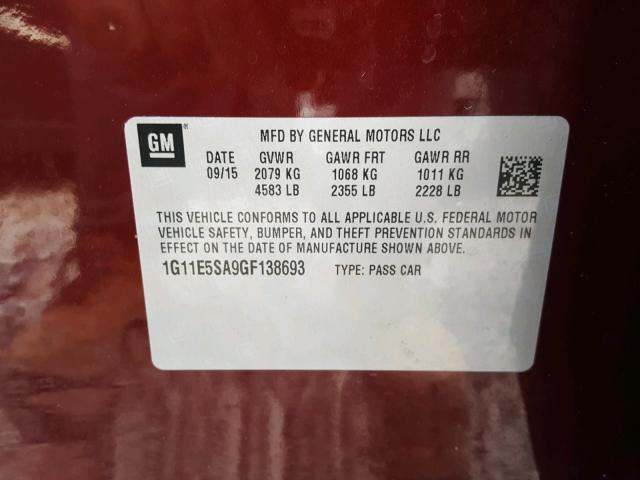 GM ® MFD BY GENERAL MOTORS LLC
DATE GVWR GAWR FRT GAWR RR
09/15 2079 KG 1068 KG 1011 KG
4583 LB 2355 LB 2228 LB
THIS VEHICLE CONFORMS TO ALL APPLICABLE U.S. FEDERAL MOTOR
VEHICLE SAFETY, BUMPER, AND THEFT PREVENTION STANDARDS IN
EFFECT ON THE DATE OF MANUFACTURE SHOWN ABOVE.
1G11E5SA9GF138693 TYPE: PASS CAR